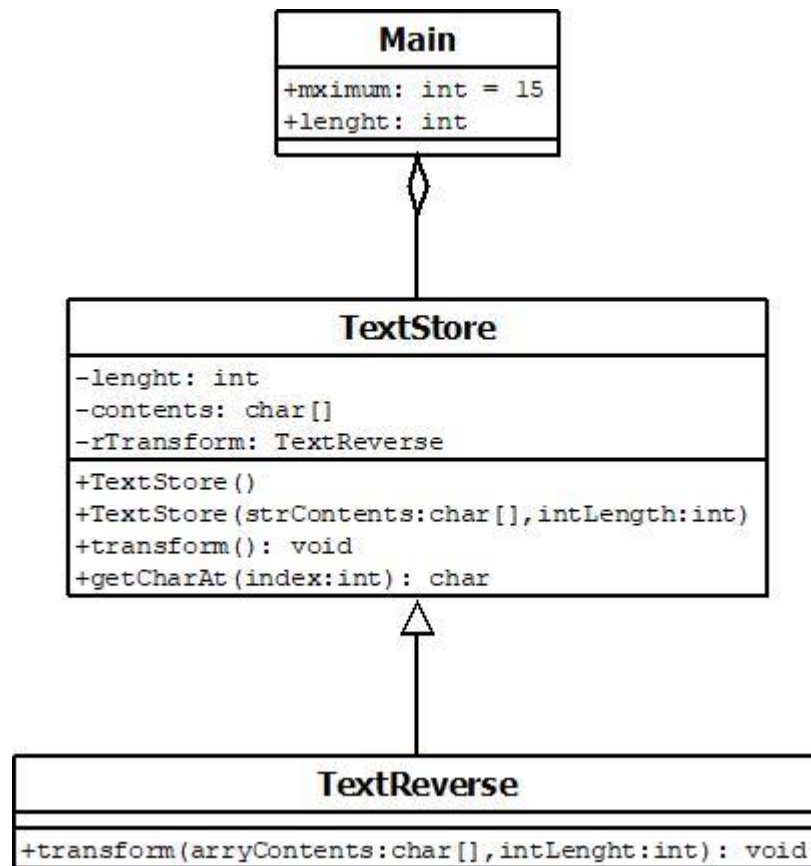 Main
+mximum: int = 15
+lenght: int
TextStore
-lenght: int
-contents: char[]
-rTransform: TextReverse
+TextStore()
+TextStore(strContents:char[],intLength:int)
+transform(): void
+getCharAt(index:int): char
TextReverse
+transform(arryContents:char[],intLenght:int): void